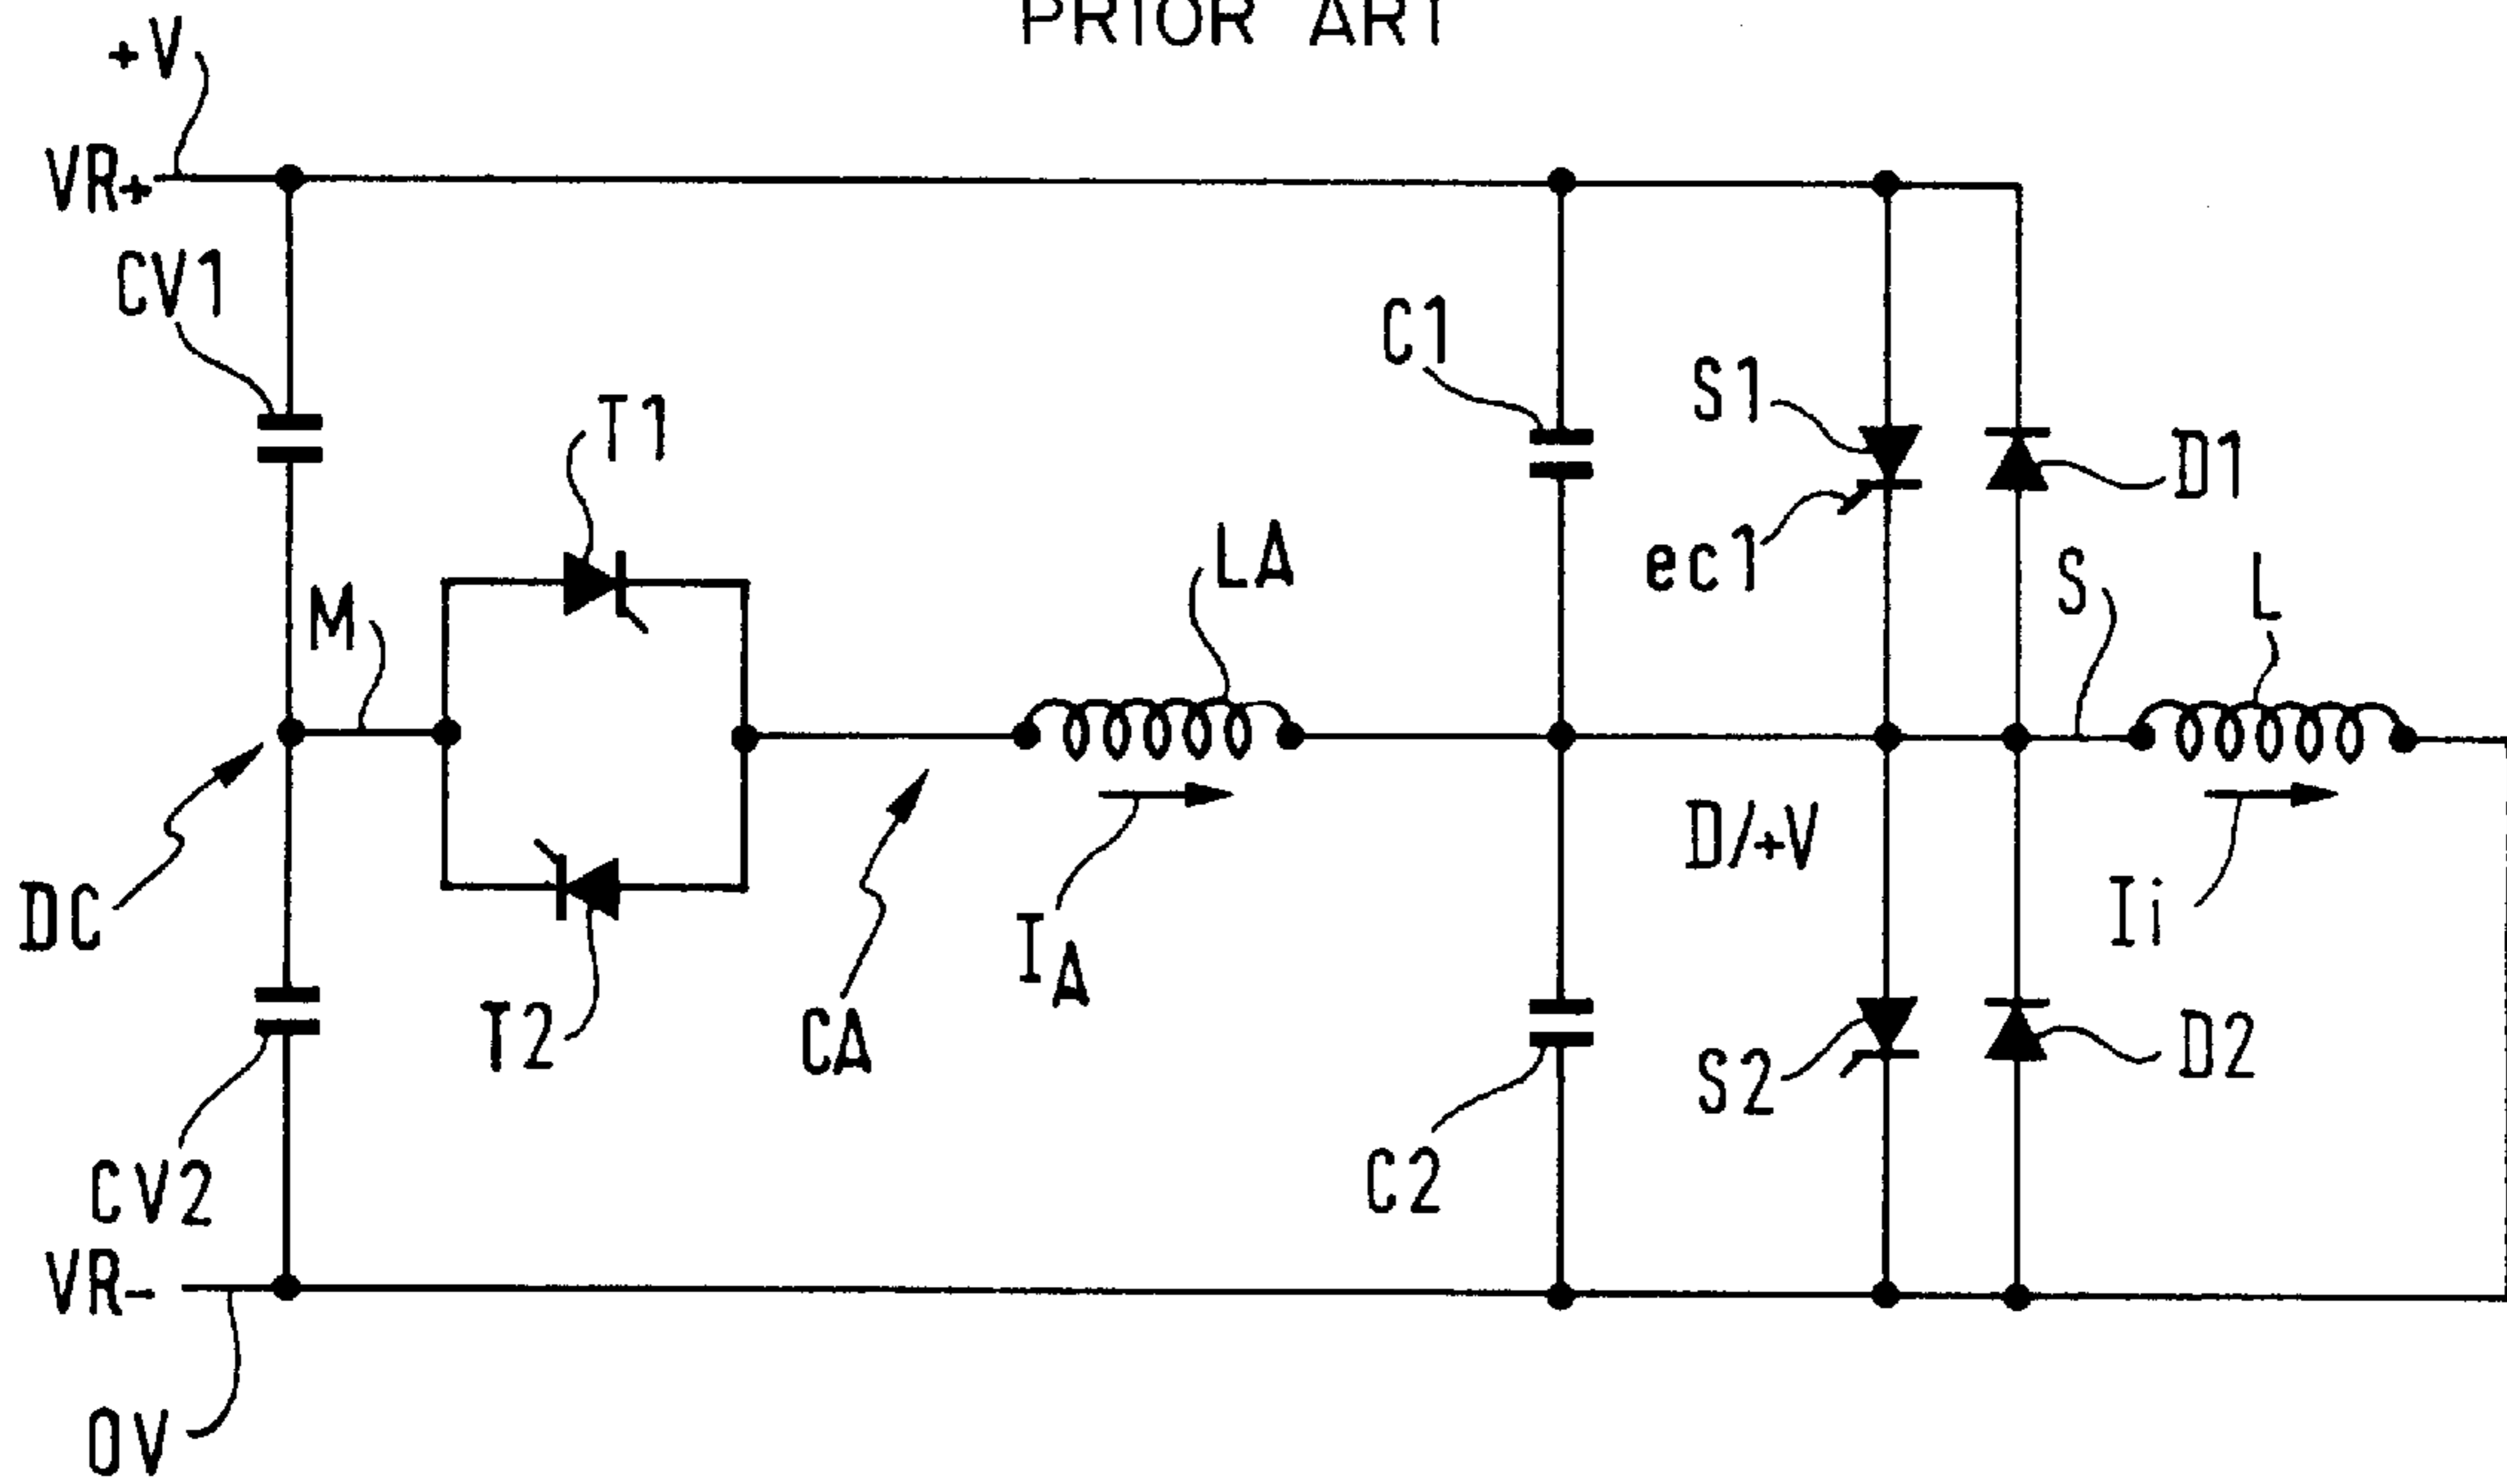 PRIOR ART
+V
VR+
CV1
C1
S1
T1
D1
ec1
LA
S
L
M
D/+V
DC
IA
Ii
T2
CA
S2
D2
CV2
C2
VR-
0V